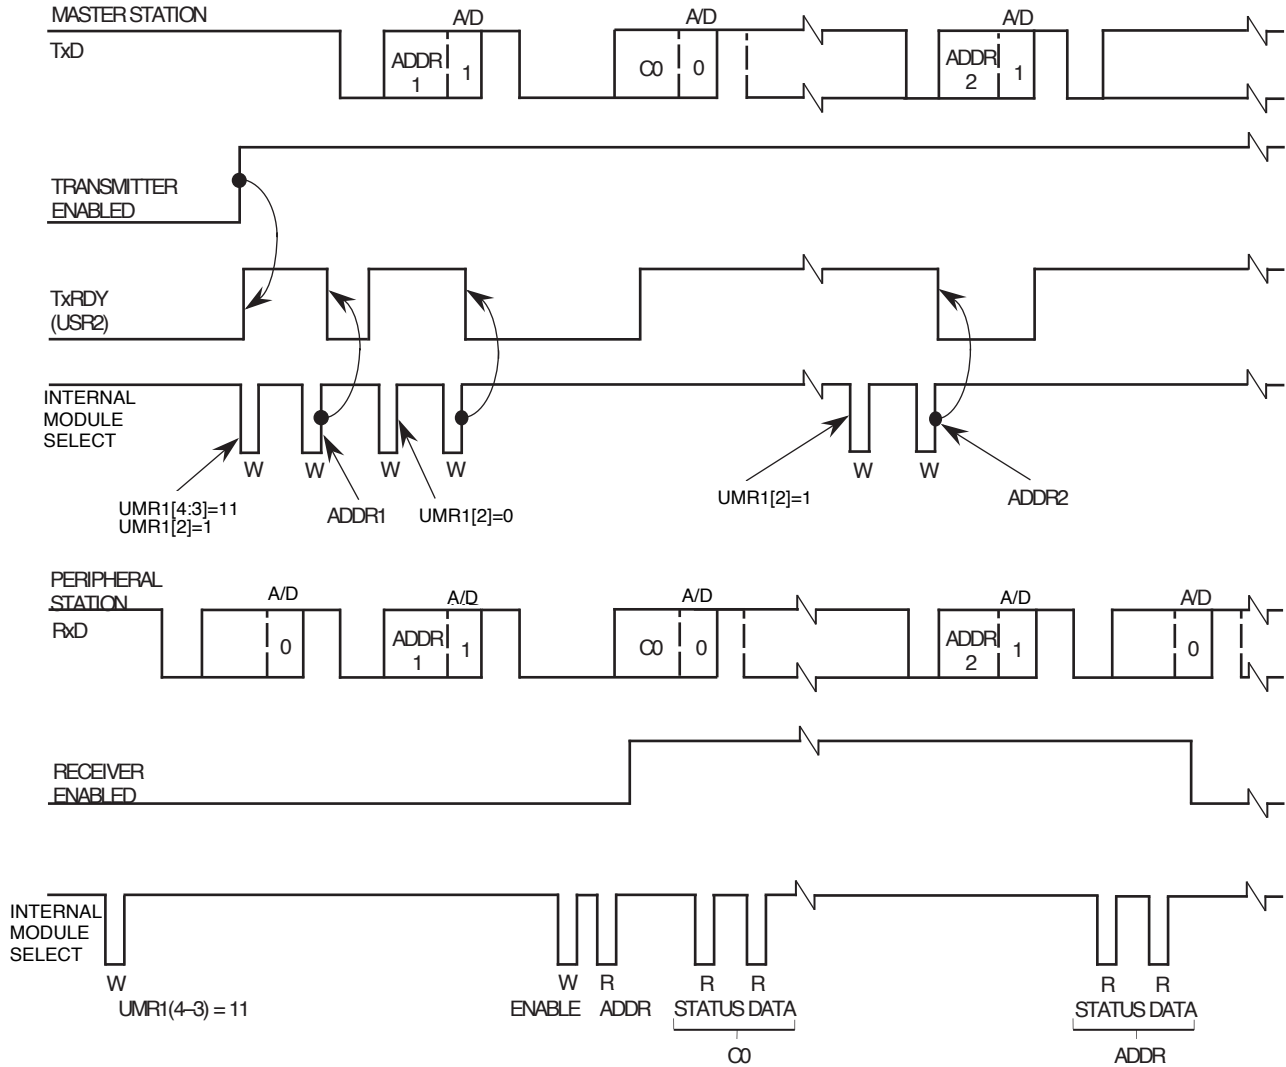 MASTER STATION
A/D A/D A/D
TxD
ADDR 1 C0 0 ADDR 1
1 2
TRANSMITTER
ENABLED
TxRDY
(USR2)
INTERNAL
MODULE
SELECT
W W W W W W
UMR1[4:3]=11
UMR1[2]=1
ADDR1
UMR1[2]=0
UMR1[2]=1
ADDR2
PERIPHERAL
STATION
A/D A/D A/D A/D A/D
RxD
0 ADDR 1 C0 0 ADDR 1 0
1 2
RECEIVER
ENABLED
INTERNAL
MODULE
SELECT
W W R R R R R
UMR1(4–3) = 11 ENABLE ADDR STATUS DATA STATUS DATA
C0 ADDR